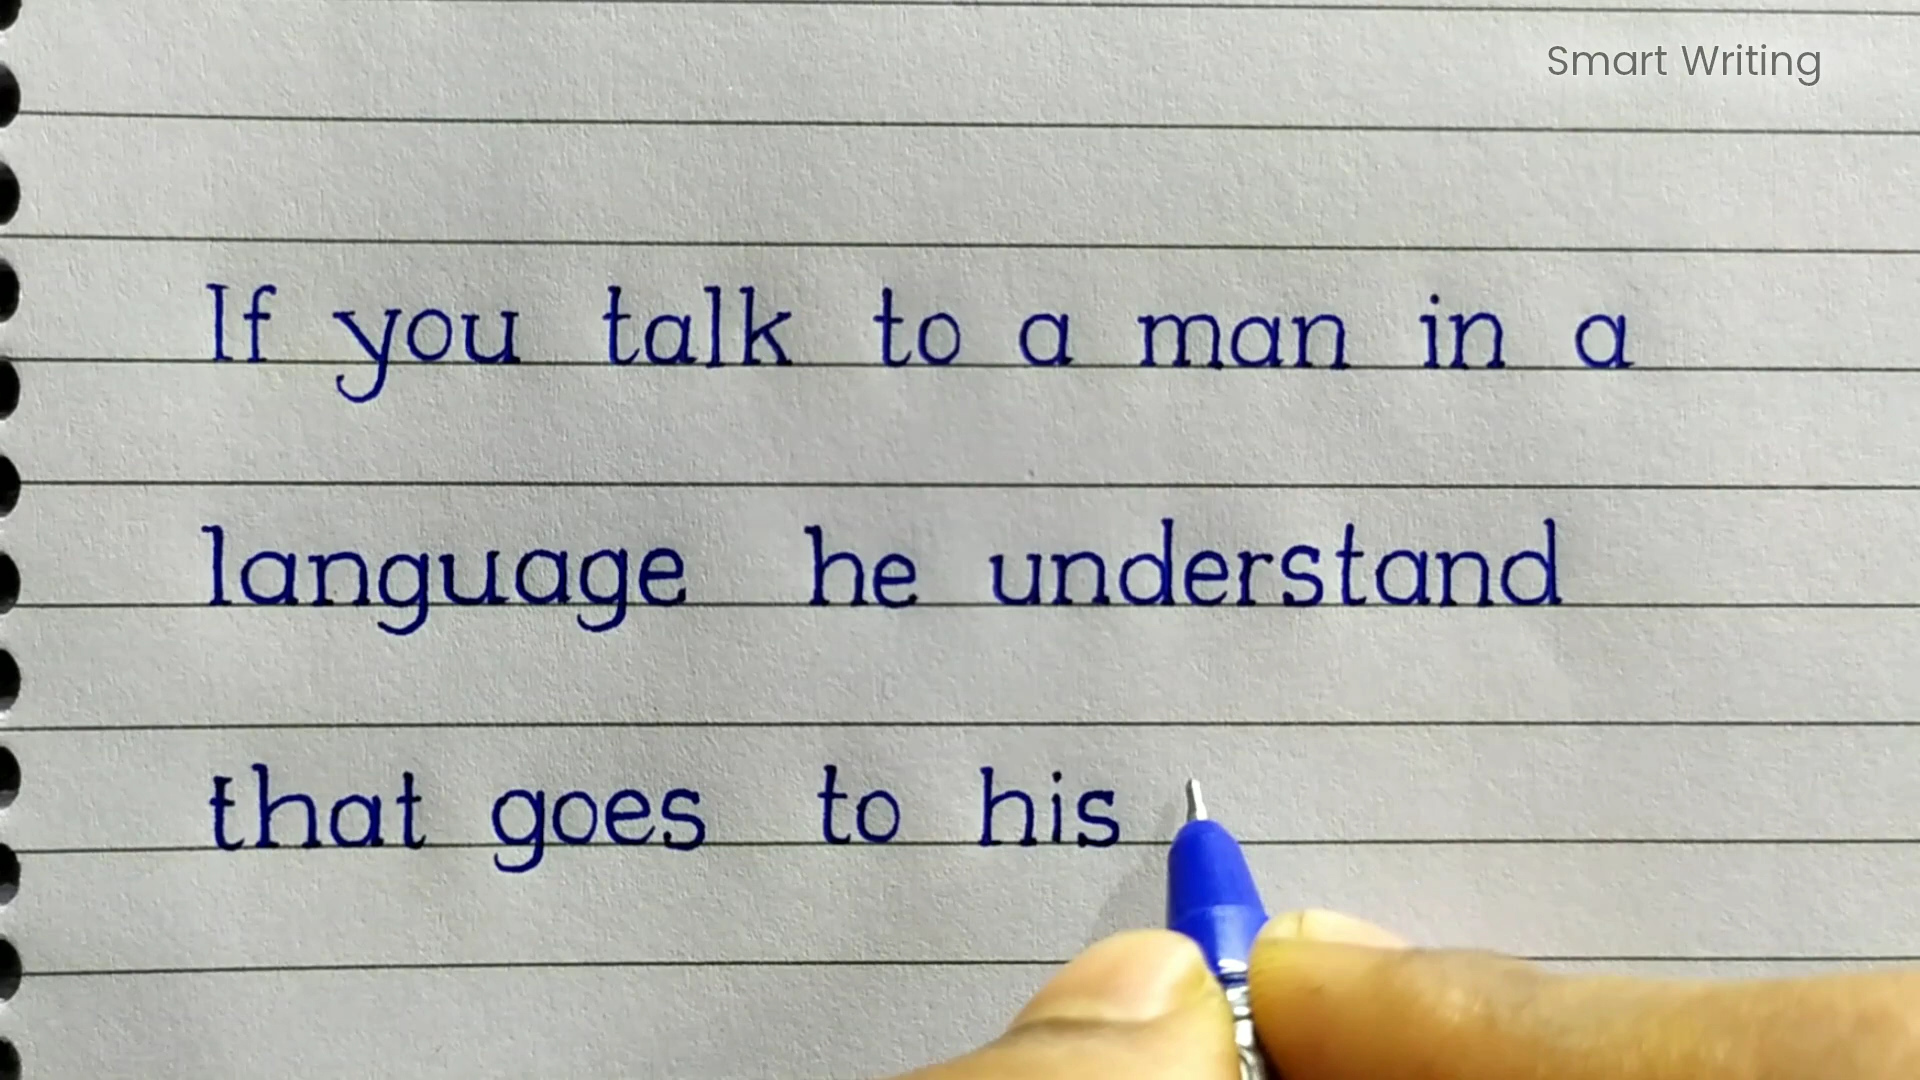 Smart Writing
If you talk to a man in a
language he understand
that goes to his